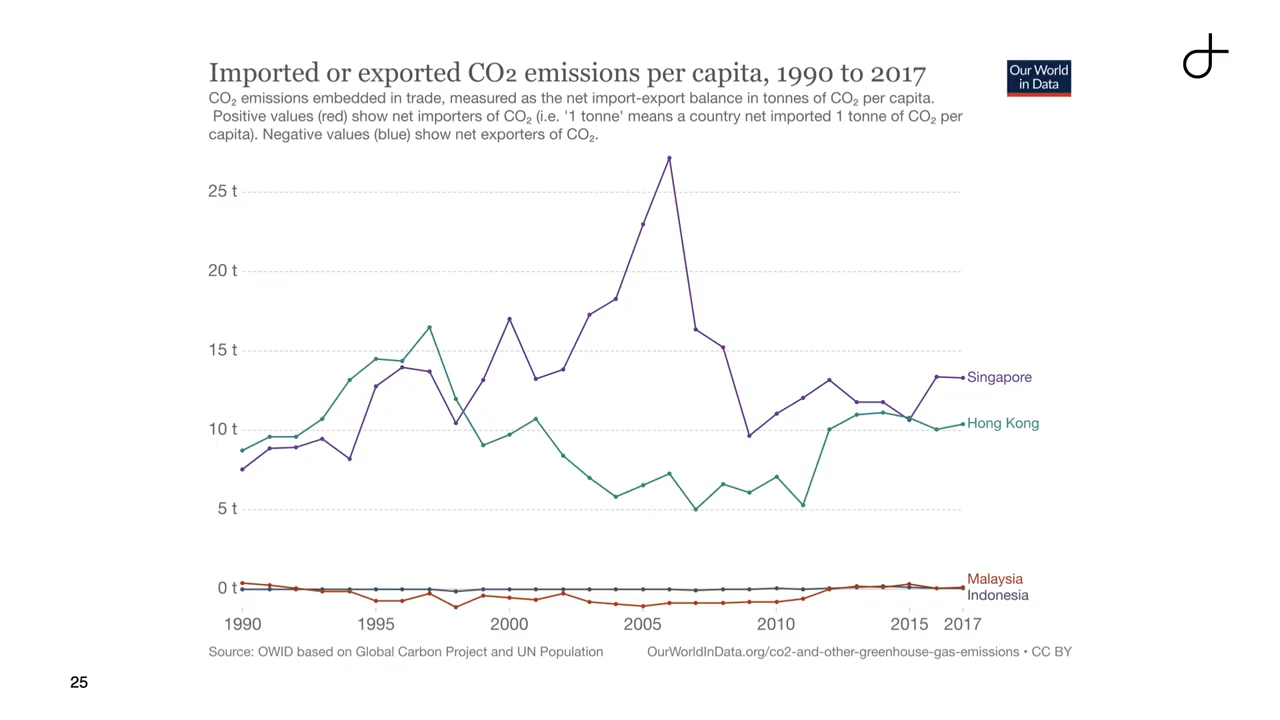 Imported or exported CO₂ emissions per capita, 1990 to 2017
Our World
in Data
CO₂ emissions embedded in trade, measured as the net import-export balance in tonnes of CO₂ per capita.
Positive values (red) show net importers of CO₂ (i.e. '1 tonne' means a country net imported 1 tonne of CO₂ per
capita). Negative values (blue) show net exporters of CO₂.
25 t
20 t
15 t
10 t
5 t
0 t
Singapore
Hong Kong
Malaysia
Indonesia
1990 1995 2000 2005 2010 2015 2017
Source: OWID based on Global Carbon Project and UN Population
OurWorldInData.org/co2-and-other-greenhouse-gas-emissions • CC BY
25